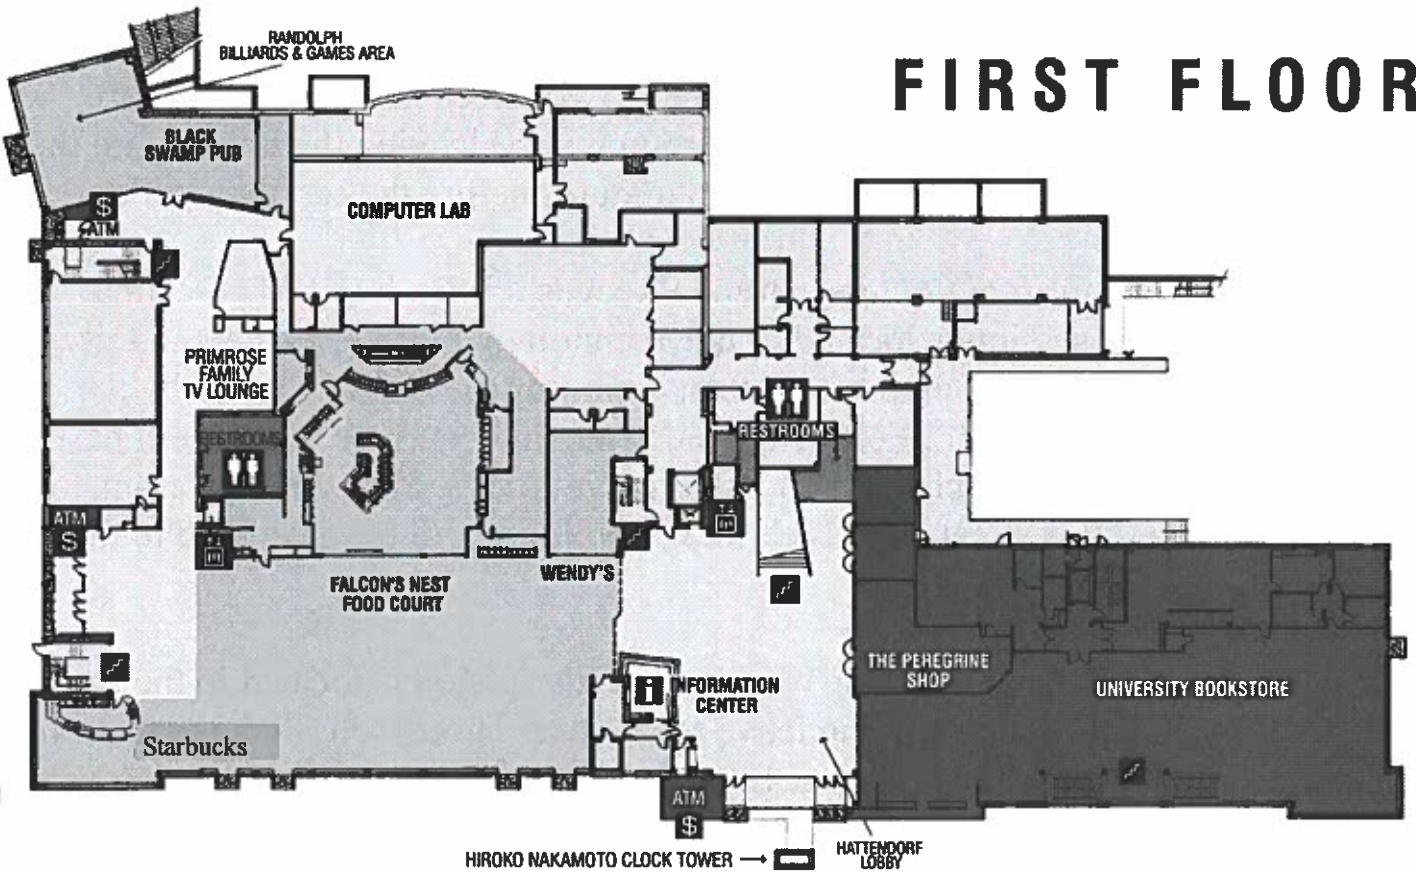 RANDOLPH
BILLIARDS & GAMES AREA
FIRST FLOOR
BLACK
SWAMP PUB
$
ATM
COMPUTER LAB
PRIMROSE
FAMILY
TV LOUNGE
RESTROOMS
RESTROOMS
ATM
$
FALCON'S NEST
FOOD COURT
WENDY'S
THE PEREGRINE
SHOP
UNIVERSITY BOOKSTORE
i
INFORMATION
CENTER
Starbucks
ATM
$
HIROKO NAKAMOTO CLOCK TOWER
HATTENDORF
LOBBY